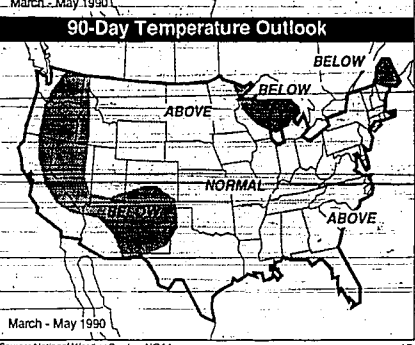 March - May 1990
90-Day Temperature Outlook
BELOW
BELOW
ABOVE
NORMAL
BELOW
ABOVE
March - May 1990